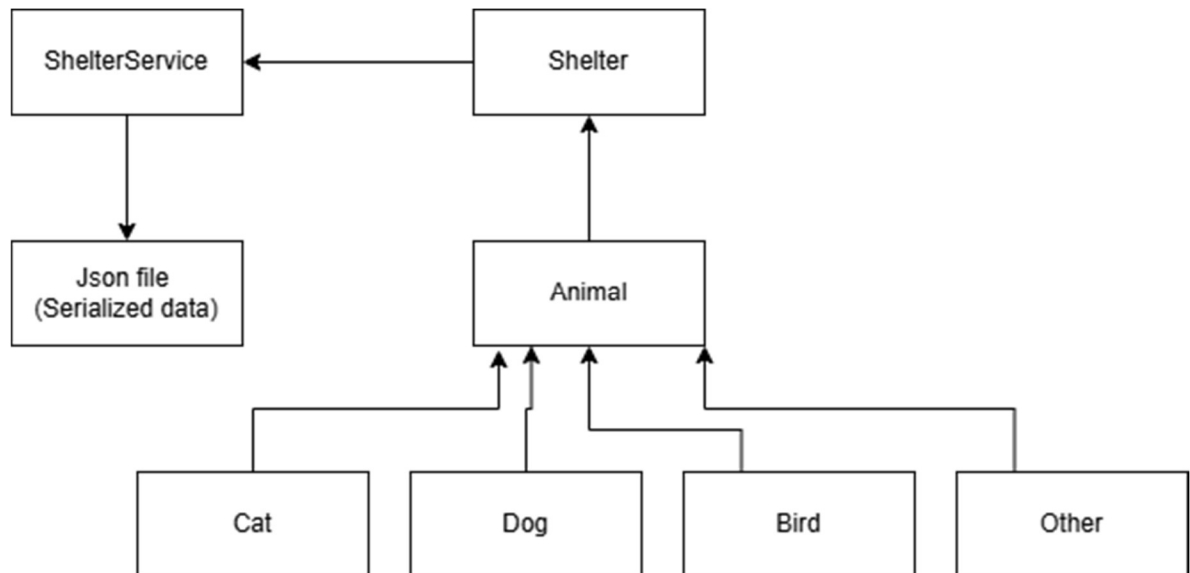 ShelterService
Shelter
Json file
(Serialized data)
Animal
Cat
Dog
Bird
Other